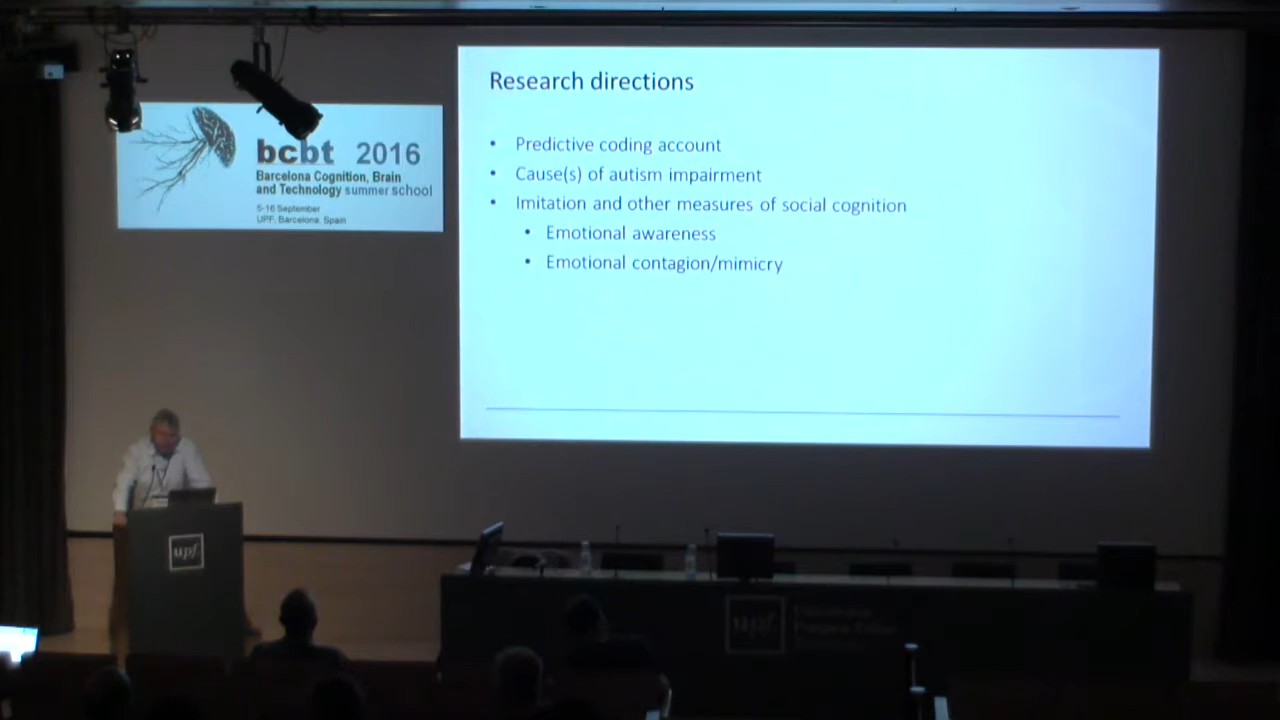 bcbt 2016
Barcelona Cognition, Brain
and Technology summer school
5-16 September
UPF, Barcelona, Spain
Research directions
• Predictive coding account
• Cause(s) of autism impairment
• Imitation and other measures of social cognition
• Emotional awareness
• Emotional contagion/mimicry
upf.
upf.